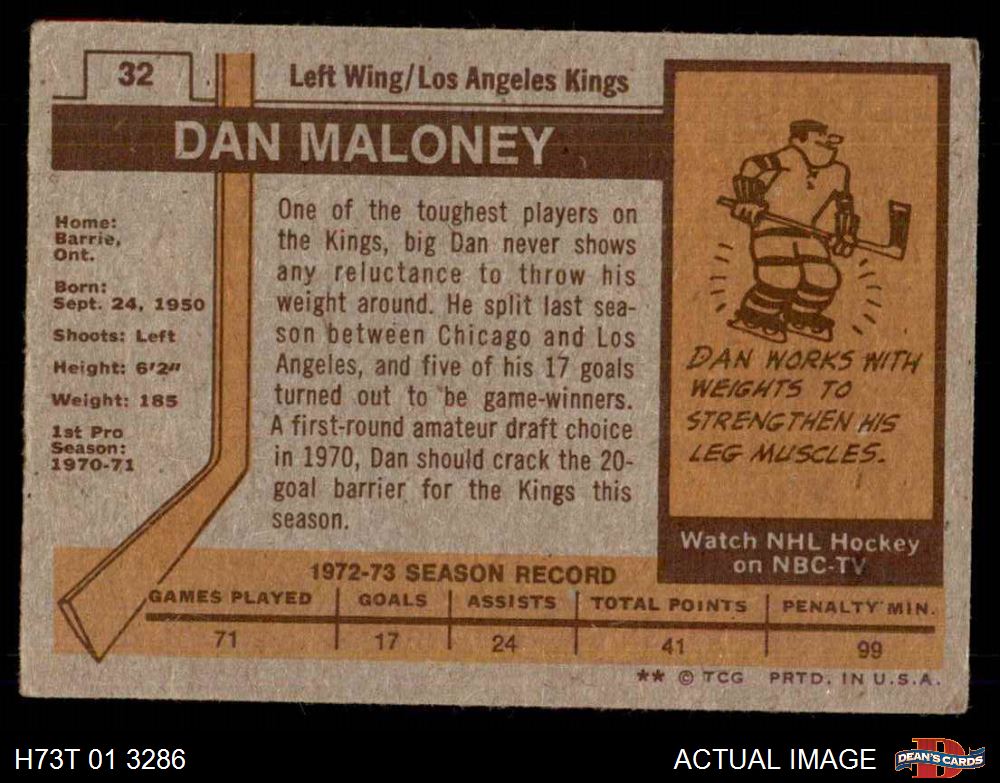 32
Left Wing/Los Angeles Kings
DAN MALONEY
Home:
Barrie,
Ont.
Born:
Sept. 24, 1950
Shoots: Left
Height: 6'2"
Weight: 185
1st Pro
Season:
1970-71
One of the toughest players on
the Kings, big Dan never shows
any reluctance to throw his
weight around. He split last sea-
son between Chicago and Los
Angeles, and five of his 17 goals
turned out to be game-winners.
A first-round amateur draft choice
in 1970, Dan should crack the 20-
goal barrier for the Kings this
season.
DAN WORKS WITH
WEIGHTS TO
STRENGTHEN HIS
LEG MUSCLES.
Watch NHL Hockey
on NBC-TV
1972-73 SEASON RECORD
GAMES PLAYED GOALS ASSISTS TOTAL POINTS PENALTY MIN.
71 17 24 41 99
** © TCG PRTD. IN U.S.A.
H73T 01 3286
ACTUAL IMAGE
D
DEAN'S CARDS